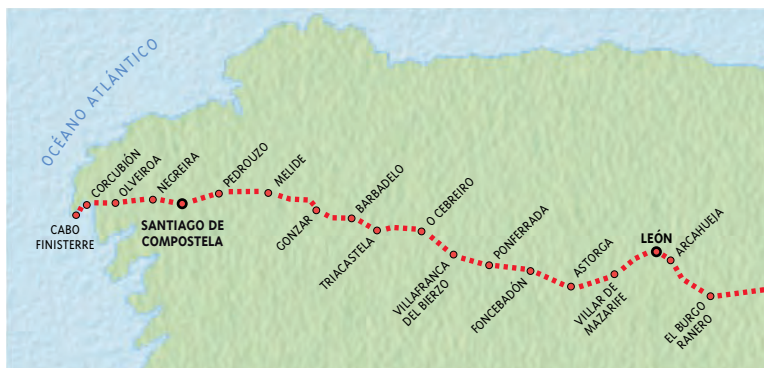 OCÉANO ATLÁNTICO
CABO
FINISTERRE
CORCUBIÓN
OLVEIROA
NEGREIRA
SANTIAGO DE
COMPOSTELA
PEDROUZO
MELIDE
GONZAR
BARBADELO
TRIACASTELA
O CEBREIRO
VILLAFRANCA
DEL BIERZO
PONFERRADA
FONCEBADÓN
ASTORGA
VILLAR DE
MAZARIFE
LEÓN
ARCAHUEJA
EL BURGO
RANERO